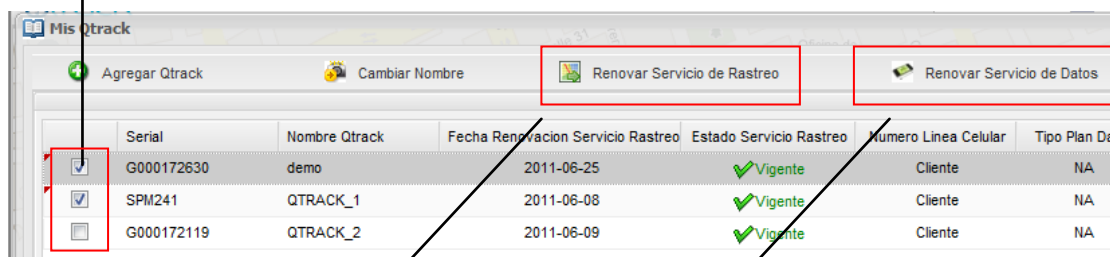 Mis Qtrack
Agregar Qtrack Cambiar Nombre Renovar Servicio de Rastreo Renovar Servicio de Datos
Serial Nombre Qtrack Fecha Renovacion Servicio Rastreo Estado Servicio Rastreo Numero Linea Celular Tipo Plan Da
G000172630 demo 2011-06-25 Vigente Cliente NA
SPM241 QTRACK_1 2011-06-08 Vigente Cliente NA
G000172119 QTRACK_2 2011-06-09 Vigente Cliente NA